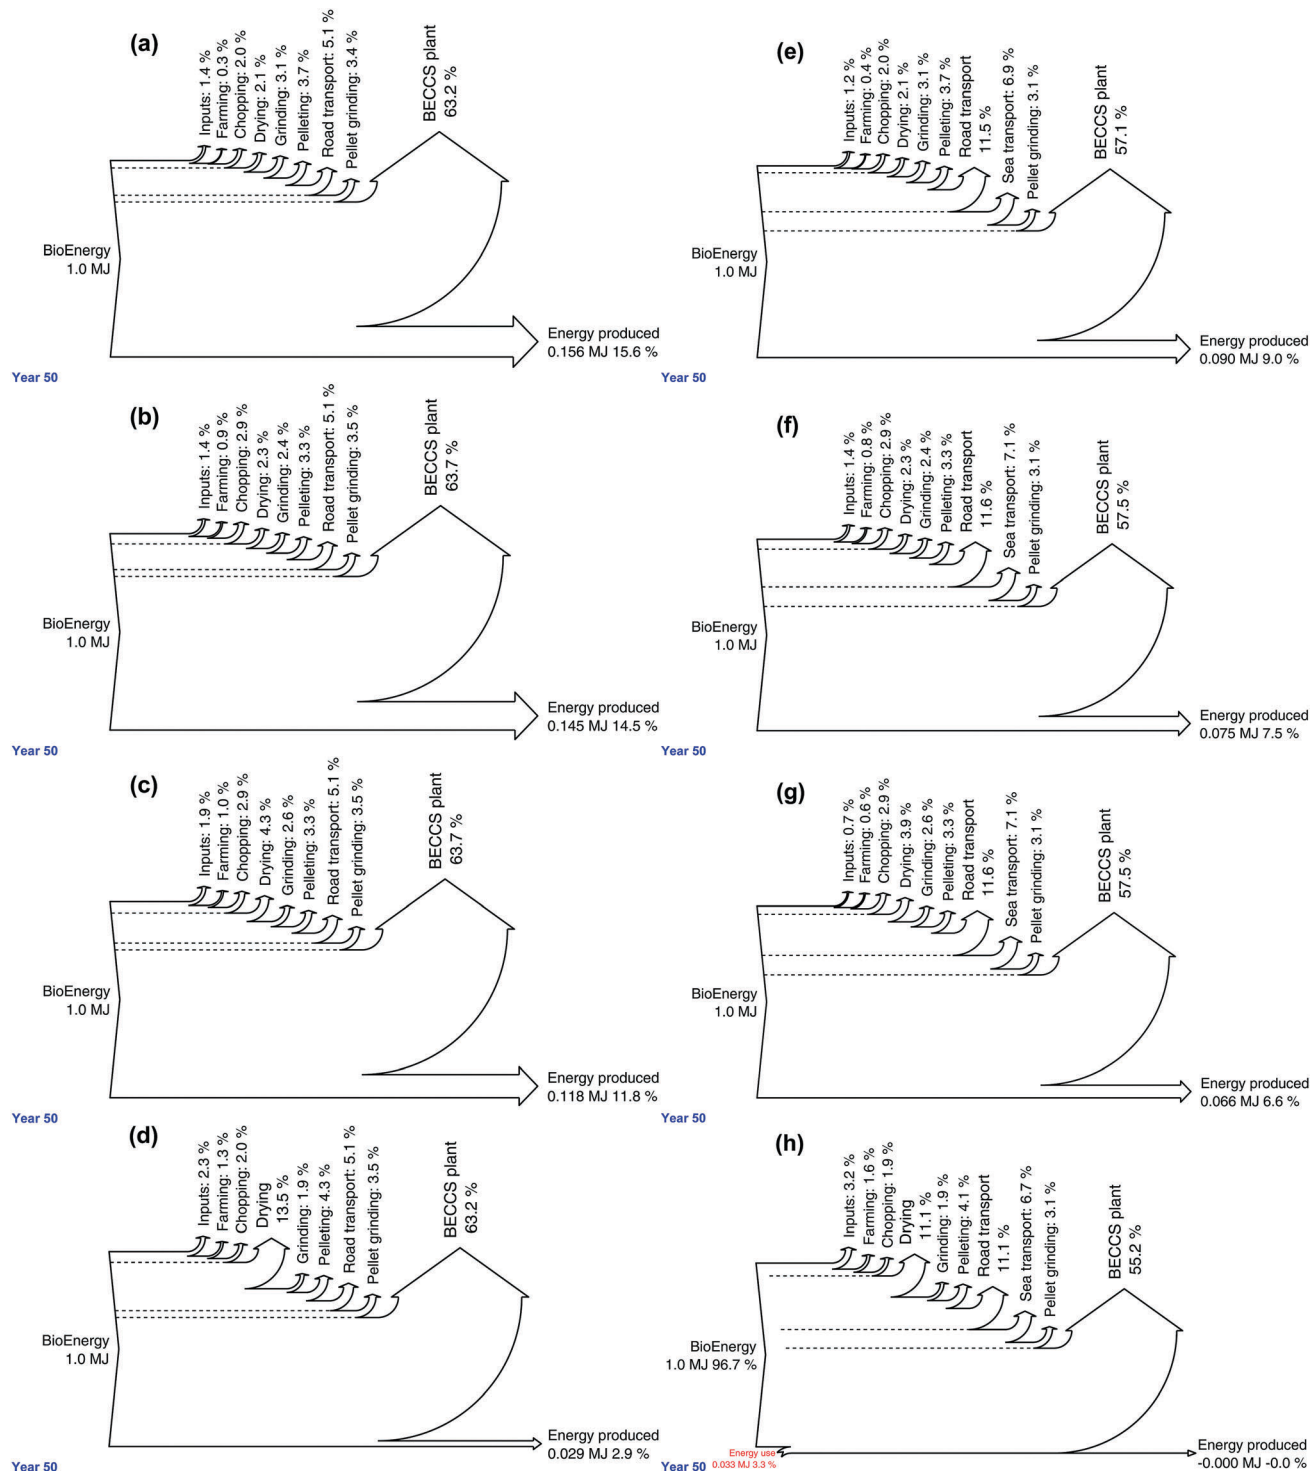 (a)
Inputs: 1.4 %
Farming: 0.3 %
Chopping: 2.0 %
Drying: 2.1 %
Grinding: 3.1 %
Pelleting: 3.7 %
Road transport: 5.1 %
Pellet grinding: 3.4 %
BECCS plant
63.2 %
BioEnergy
1.0 MJ
Energy produced
0.156 MJ 15.6 %
Year 50
(b)
Inputs: 1.4 %
Farming: 0.9 %
Chopping: 2.9 %
Drying: 2.3 %
Grinding: 2.4 %
Pelleting: 3.3 %
Road transport: 5.1 %
Pellet grinding: 3.5 %
BECCS plant
63.7 %
BioEnergy
1.0 MJ
Energy produced
0.145 MJ 14.5 %
Year 50
(c)
Inputs: 1.9 %
Farming: 1.0 %
Chopping: 2.9 %
Drying: 4.3 %
Grinding: 2.6 %
Pelleting: 3.3 %
Road transport: 5.1 %
Pellet grinding: 3.5 %
BECCS plant
63.7 %
BioEnergy
1.0 MJ
Energy produced
0.118 MJ 11.8 %
Year 50
(d)
Inputs: 2.3 %
Farming: 1.3 %
Chopping: 2.0 %
Drying
13.5 %
Grinding: 1.9 %
Pelleting: 4.3 %
Road transport: 5.1 %
Pellet grinding: 3.5 %
BECCS plant
63.2 %
BioEnergy
1.0 MJ
Energy produced
0.029 MJ 2.9 %
Year 50
(e)
Inputs: 1.2 %
Farming: 0.4 %
Chopping: 2.0 %
Drying: 2.1 %
Grinding: 3.1 %
Pelleting: 3.7 %
Road transport
11.5 %
Sea transport: 6.9 %
Pellet grinding: 3.1 %
BECCS plant
57.1 %
BioEnergy
1.0 MJ
Energy produced
0.090 MJ 9.0 %
Year 50
(f)
Inputs: 1.4 %
Farming: 0.8 %
Chopping: 2.9 %
Drying: 2.3 %
Grinding: 2.4 %
Pelleting: 3.3 %
Road transport
11.6 %
Sea transport: 7.1 %
Pellet grinding: 3.1 %
BECCS plant
57.5 %
BioEnergy
1.0 MJ
Energy produced
0.075 MJ 7.5 %
Year 50
(g)
Inputs: 0.7 %
Farming: 0.6 %
Chopping: 2.9 %
Drying: 3.9 %
Grinding: 2.6 %
Pelleting: 3.3 %
Road transport
11.6 %
Sea transport: 7.1 %
Pellet grinding: 3.1 %
BECCS plant
57.5 %
BioEnergy
1.0 MJ
Energy produced
0.066 MJ 6.6 %
Year 50
(h)
Inputs: 3.2 %
Farming: 1.6 %
Chopping: 1.9 %
Drying
11.1 %
Grinding: 1.9 %
Pelleting: 4.1 %
Road transport
11.1 %
Sea transport: 6.7 %
Pellet grinding: 3.1 %
BECCS plant
55.2 %
BioEnergy
1.0 MJ 96.7 %
Energy use
0.033 MJ 3.3 %
Energy produced
-0.000 MJ -0.0 %
Year 50